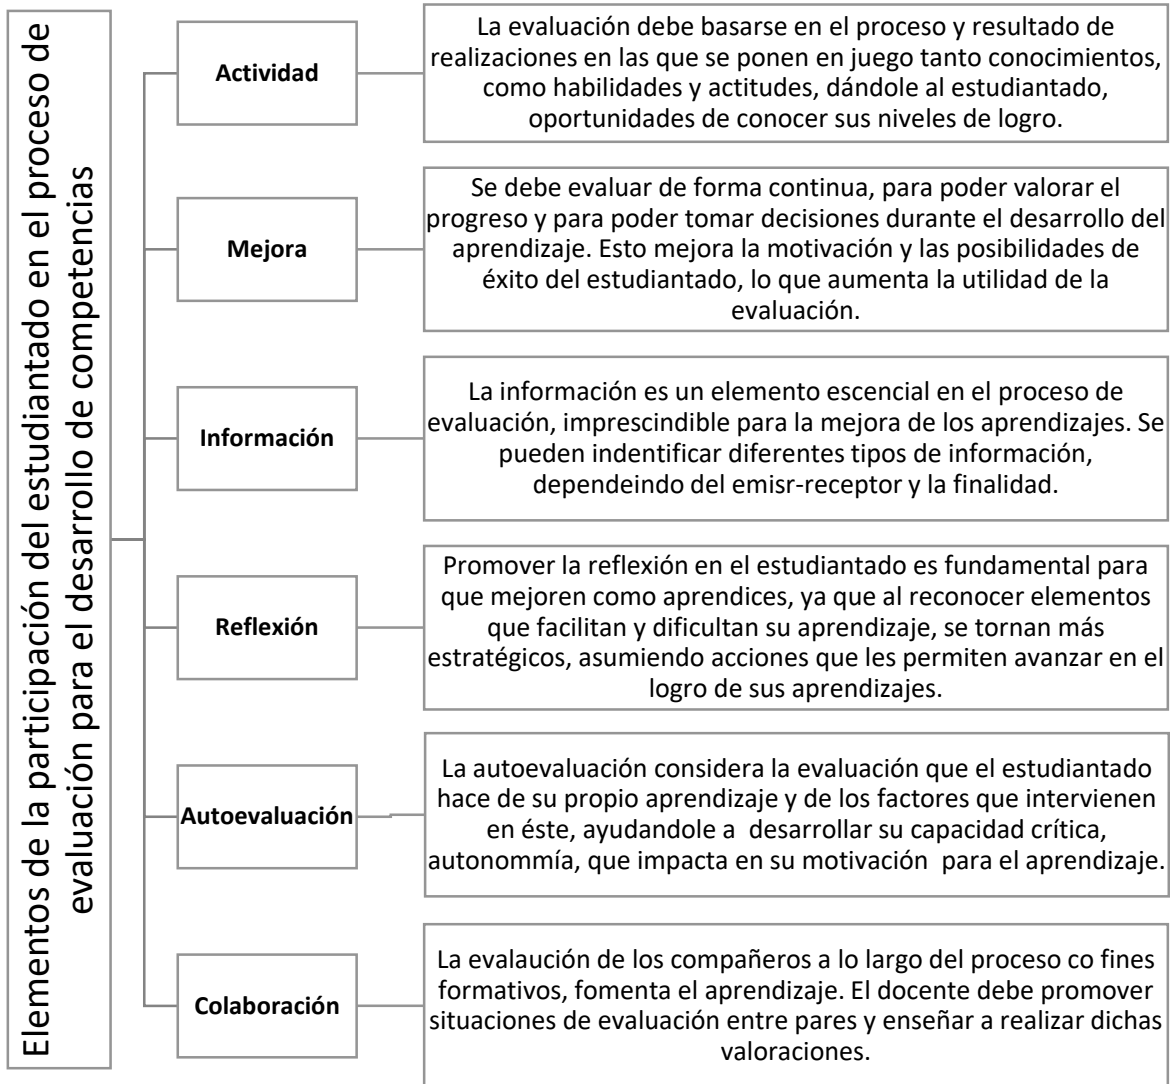 Elementos de la participación del estudiantado en el proceso de
evaluación para el desarrollo de competencias
Actividad
La evaluación debe basarse en el proceso y resultado de
realizaciones en las que se ponen en juego tanto conocimientos,
como habilidades y actitudes, dándole al estudiantado,
oportunidades de conocer sus niveles de logro.
Mejora
Se debe evaluar de forma continua, para poder valorar el
progreso y para poder tomar decisiones durante el desarrollo del
aprendizaje. Esto mejora la motivación y las posibilidades de
éxito del estudiantado, lo que aumenta la utilidad de la
evaluación.
Información
La información es un elemento escencial en el proceso de
evaluación, imprescindible para la mejora de los aprendizajes. Se
pueden indentificar diferentes tipos de información,
dependeindo del emisr-receptor y la finalidad.
Reflexión
Promover la reflexión en el estudiantado es fundamental para
que mejoren como aprendices, ya que al reconocer elementos
que facilitan y dificultan su aprendizaje, se tornan más
estratégicos, asumiendo acciones que les permiten avanzar en el
logro de sus aprendizajes.
Autoevaluación
La autoevaluación considera la evaluación que el estudiantado
hace de su propio aprendizaje y de los factores que intervienen
en éste, ayudandole a desarrollar su capacidad crítica,
autonommía, que impacta en su motivación para el aprendizaje.
Colaboración
La evalaución de los compañeros a lo largo del proceso co fines
formativos, fomenta el aprendizaje. El docente debe promover
situaciones de evaluación entre pares y enseñar a realizar dichas
valoraciones.